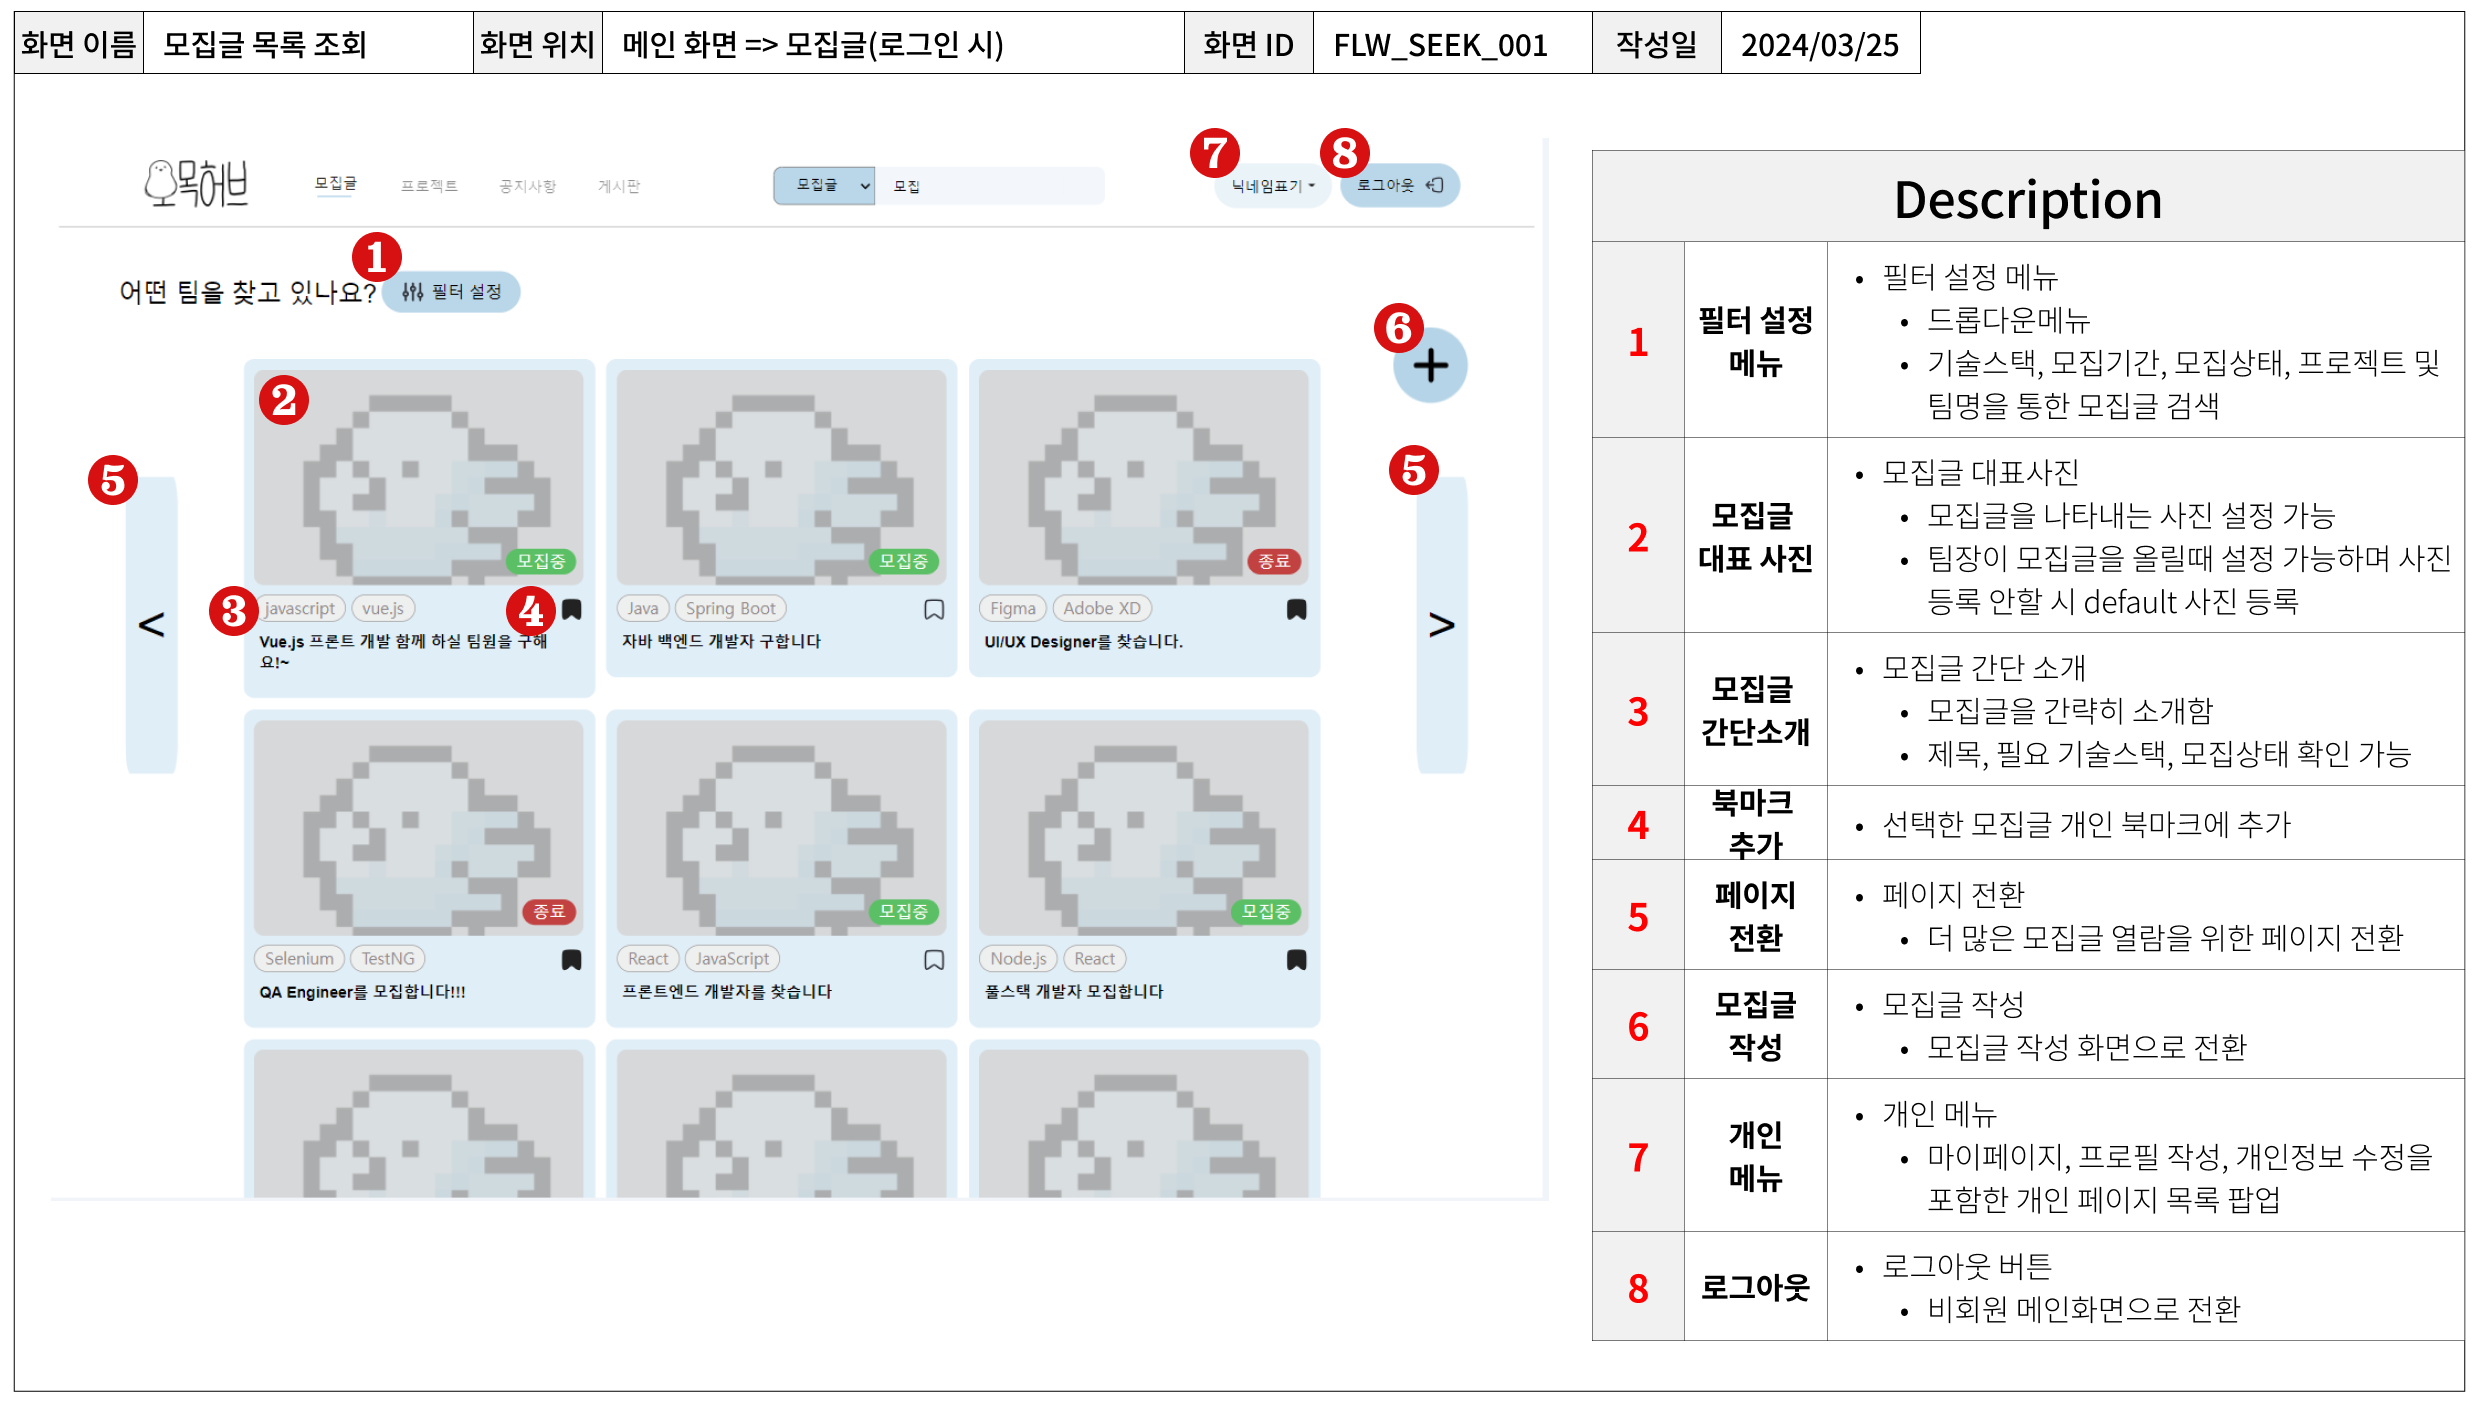 화면 이름 모집글 목록 조회 화면 위치 메인 화면 => 모집글(로그인 시) 화면 ID FLW_SEEK_001 작성일 2024/03/25
7 8
목허브 모집글 프로젝트 공지사항 게시판 모집글 모집 닉네임표기 로그아웃
1
어떤 팀을 찾고 있나요? 필터 설정
6
+
2
5 5
모집중 모집중 종료
3 javascript vue.js 4 Java Spring Boot Figma Adobe XD
< >
Vue.js 프론트 개발 함께 하실 팀원을 구해
요!~
자바 백엔드 개발자 구합니다
UI/UX Designer를 찾습니다.
종료 모집중 모집중
Selenium TestNG React JavaScript Node.js React
QA Engineer를 모집합니다!!! 프론트엔드 개발자를 찾습니다 풀스택 개발자 모집합니다
Description
1 필터 설정
메뉴
• 필터 설정 메뉴
• 드롭다운메뉴
• 기술스택, 모집기간, 모집상태, 프로젝트 및
팀명을 통한 모집글 검색
2 모집글
대표 사진
• 모집글 대표사진
• 모집글을 나타내는 사진 설정 가능
• 팀장이 모집글을 올릴때 설정 가능하며 사진
등록 안할 시 default 사진 등록
3 모집글
간단소개
• 모집글 간단 소개
• 모집글을 간략히 소개함
• 제목, 필요 기술스택, 모집상태 확인 가능
4 북마크
추가
• 선택한 모집글 개인 북마크에 추가
5 페이지
전환
• 페이지 전환
• 더 많은 모집글 열람을 위한 페이지 전환
6 모집글
작성
• 모집글 작성
• 모집글 작성 화면으로 전환
7 개인
메뉴
• 개인 메뉴
• 마이페이지, 프로필 작성, 개인정보 수정을
포함한 개인 페이지 목록 팝업
8 로그아웃
• 로그아웃 버튼
• 비회원 메인화면으로 전환